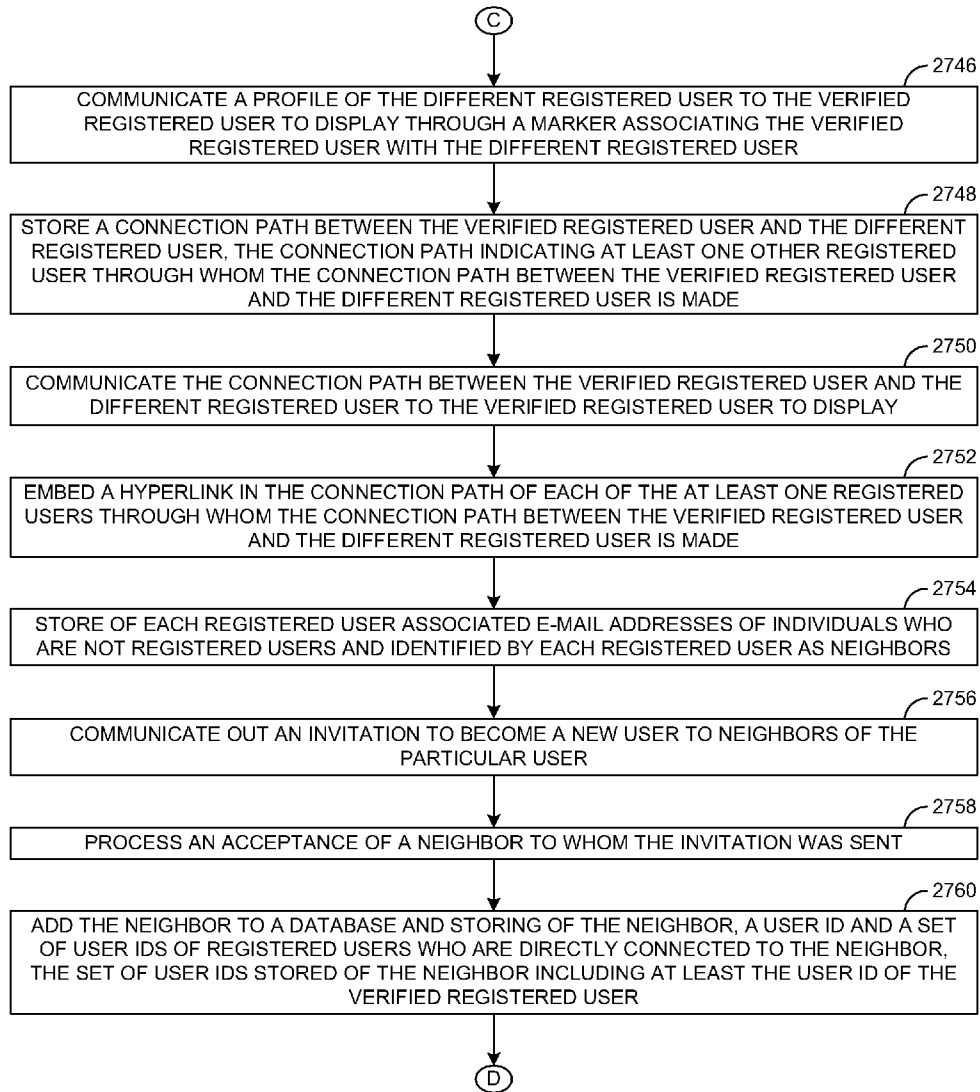 C
2746
COMMUNICATE A PROFILE OF THE DIFFERENT REGISTERED USER TO THE VERIFIED
REGISTERED USER TO DISPLAY THROUGH A MARKER ASSOCIATING THE VERIFIED
REGISTERED USER WITH THE DIFFERENT REGISTERED USER
2748
STORE A CONNECTION PATH BETWEEN THE VERIFIED REGISTERED USER AND THE DIFFERENT
REGISTERED USER, THE CONNECTION PATH INDICATING AT LEAST ONE OTHER REGISTERED
USER THROUGH WHOM THE CONNECTION PATH BETWEEN THE VERIFIED REGISTERED USER
AND THE DIFFERENT REGISTERED USER IS MADE
2750
COMMUNICATE THE CONNECTION PATH BETWEEN THE VERIFIED REGISTERED USER AND THE
DIFFERENT REGISTERED USER TO THE VERIFIED REGISTERED USER TO DISPLAY
2752
EMBED A HYPERLINK IN THE CONNECTION PATH OF EACH OF THE AT LEAST ONE REGISTERED
USERS THROUGH WHOM THE CONNECTION PATH BETWEEN THE VERIFIED REGISTERED USER
AND THE DIFFERENT REGISTERED USER IS MADE
2754
STORE OF EACH REGISTERED USER ASSOCIATED E-MAIL ADDRESSES OF INDIVIDUALS WHO
ARE NOT REGISTERED USERS AND IDENTIFIED BY EACH REGISTERED USER AS NEIGHBORS
2756
COMMUNICATE OUT AN INVITATION TO BECOME A NEW USER TO NEIGHBORS OF THE
PARTICULAR USER
2758
PROCESS AN ACCEPTANCE OF A NEIGHBOR TO WHOM THE INVITATION WAS SENT
2760
ADD THE NEIGHBOR TO A DATABASE AND STORING OF THE NEIGHBOR, A USER ID AND A SET
OF USER IDS OF REGISTERED USERS WHO ARE DIRECTLY CONNECTED TO THE NEIGHBOR,
THE SET OF USER IDS STORED OF THE NEIGHBOR INCLUDING AT LEAST THE USER ID OF THE
VERIFIED REGISTERED USER
D